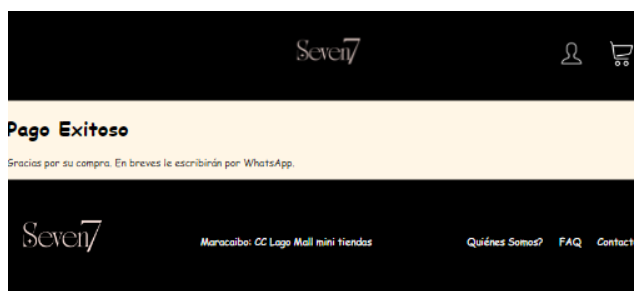 Seven7
Pago Exitoso
Gracias por su compra. En breves le escribirán por WhatsApp.
Seven7
Maracaibo: CC Lago Mall mini tiendas
Quiénes Somos? FAQ Contact